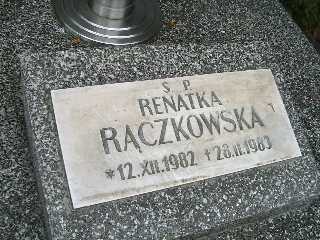 Ś. P.
RENATKA
RĄCZKOWSKA
*12.XII.1982 †28.II.1983